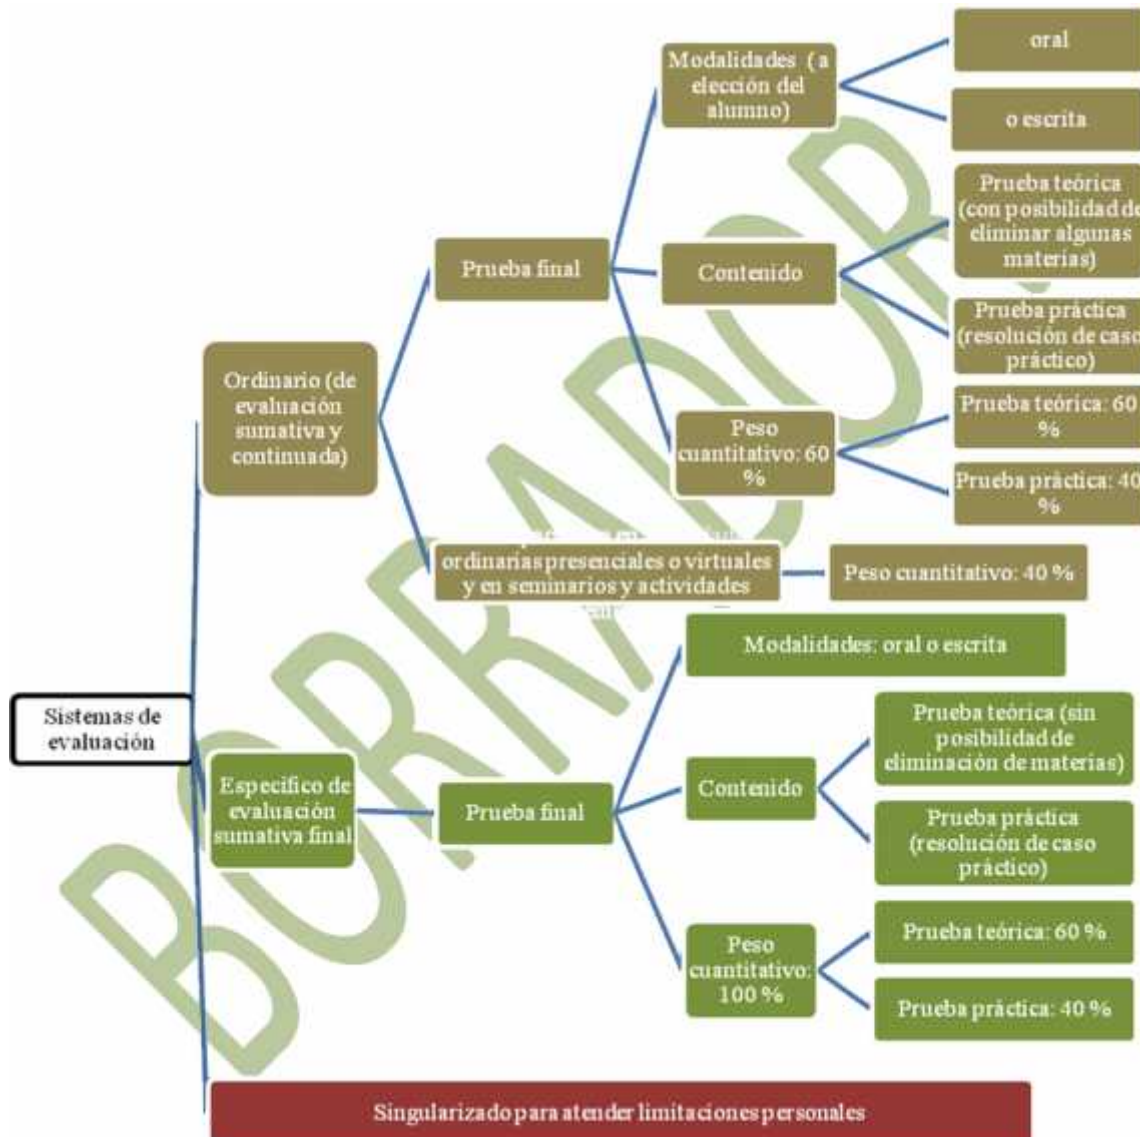 Sistemas de
evaluación
Ordinario (de
evaluación
sumativa y
continuada)
Prueba final
Modalidades (a
elección del
alumno)
oral
o escrita
Contenido
Prueba teórica
(con posibilidad de
eliminar algunas
materias)
Prueba práctica
(resolución de caso
práctico)
Peso
cuantitativo: 60
%
Prueba teórica: 60
%
Prueba práctica: 40
%
ordinarias presenciales o virtuales
y en seminarios y actividades
Peso cuantitativo: 40 %
Específico de
evaluación
sumativa final
Prueba final
Modalidades: oral o escrita
Contenido
Prueba teórica (sin
posibilidad de
eliminación de materias)
Prueba práctica
(resolución de caso
práctico)
Peso
cuantitativo:
100 %
Prueba teórica: 60 %
Prueba práctica: 40 %
Singularizado para atender limitaciones personales
BORRADOR